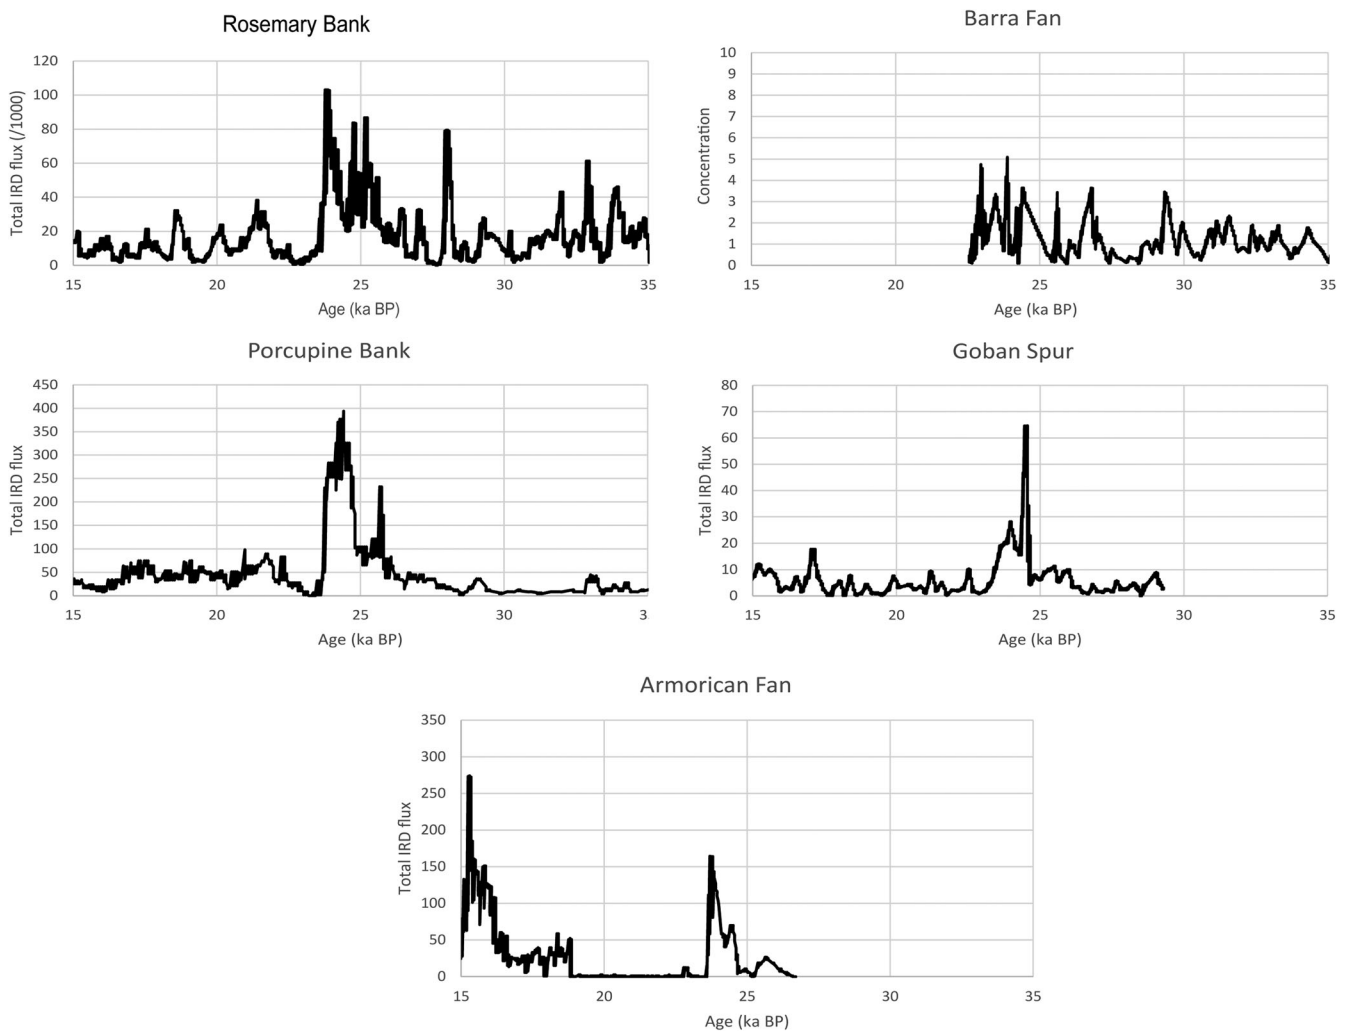 Rosemary Bank
Total IRD flux (/1000)
120
100
80
60
40
20
0
15 20 25 30 35
Age (ka BP)
Barra Fan
Concentration
10
9
8
7
6
5
4
3
2
1
0
15 20 25 30 35
Age (ka BP)
Porcupine Bank
Total IRD flux
450
400
350
300
250
200
150
100
50
0
15 20 25 30 3
Age (ka BP)
Goban Spur
Total IRD flux
80
70
60
50
40
30
20
10
0
15 20 25 30 35
Age (ka BP)
Armorican Fan
Total IRD flux
350
300
250
200
150
100
50
0
15 20 25 30 35
Age (ka BP)